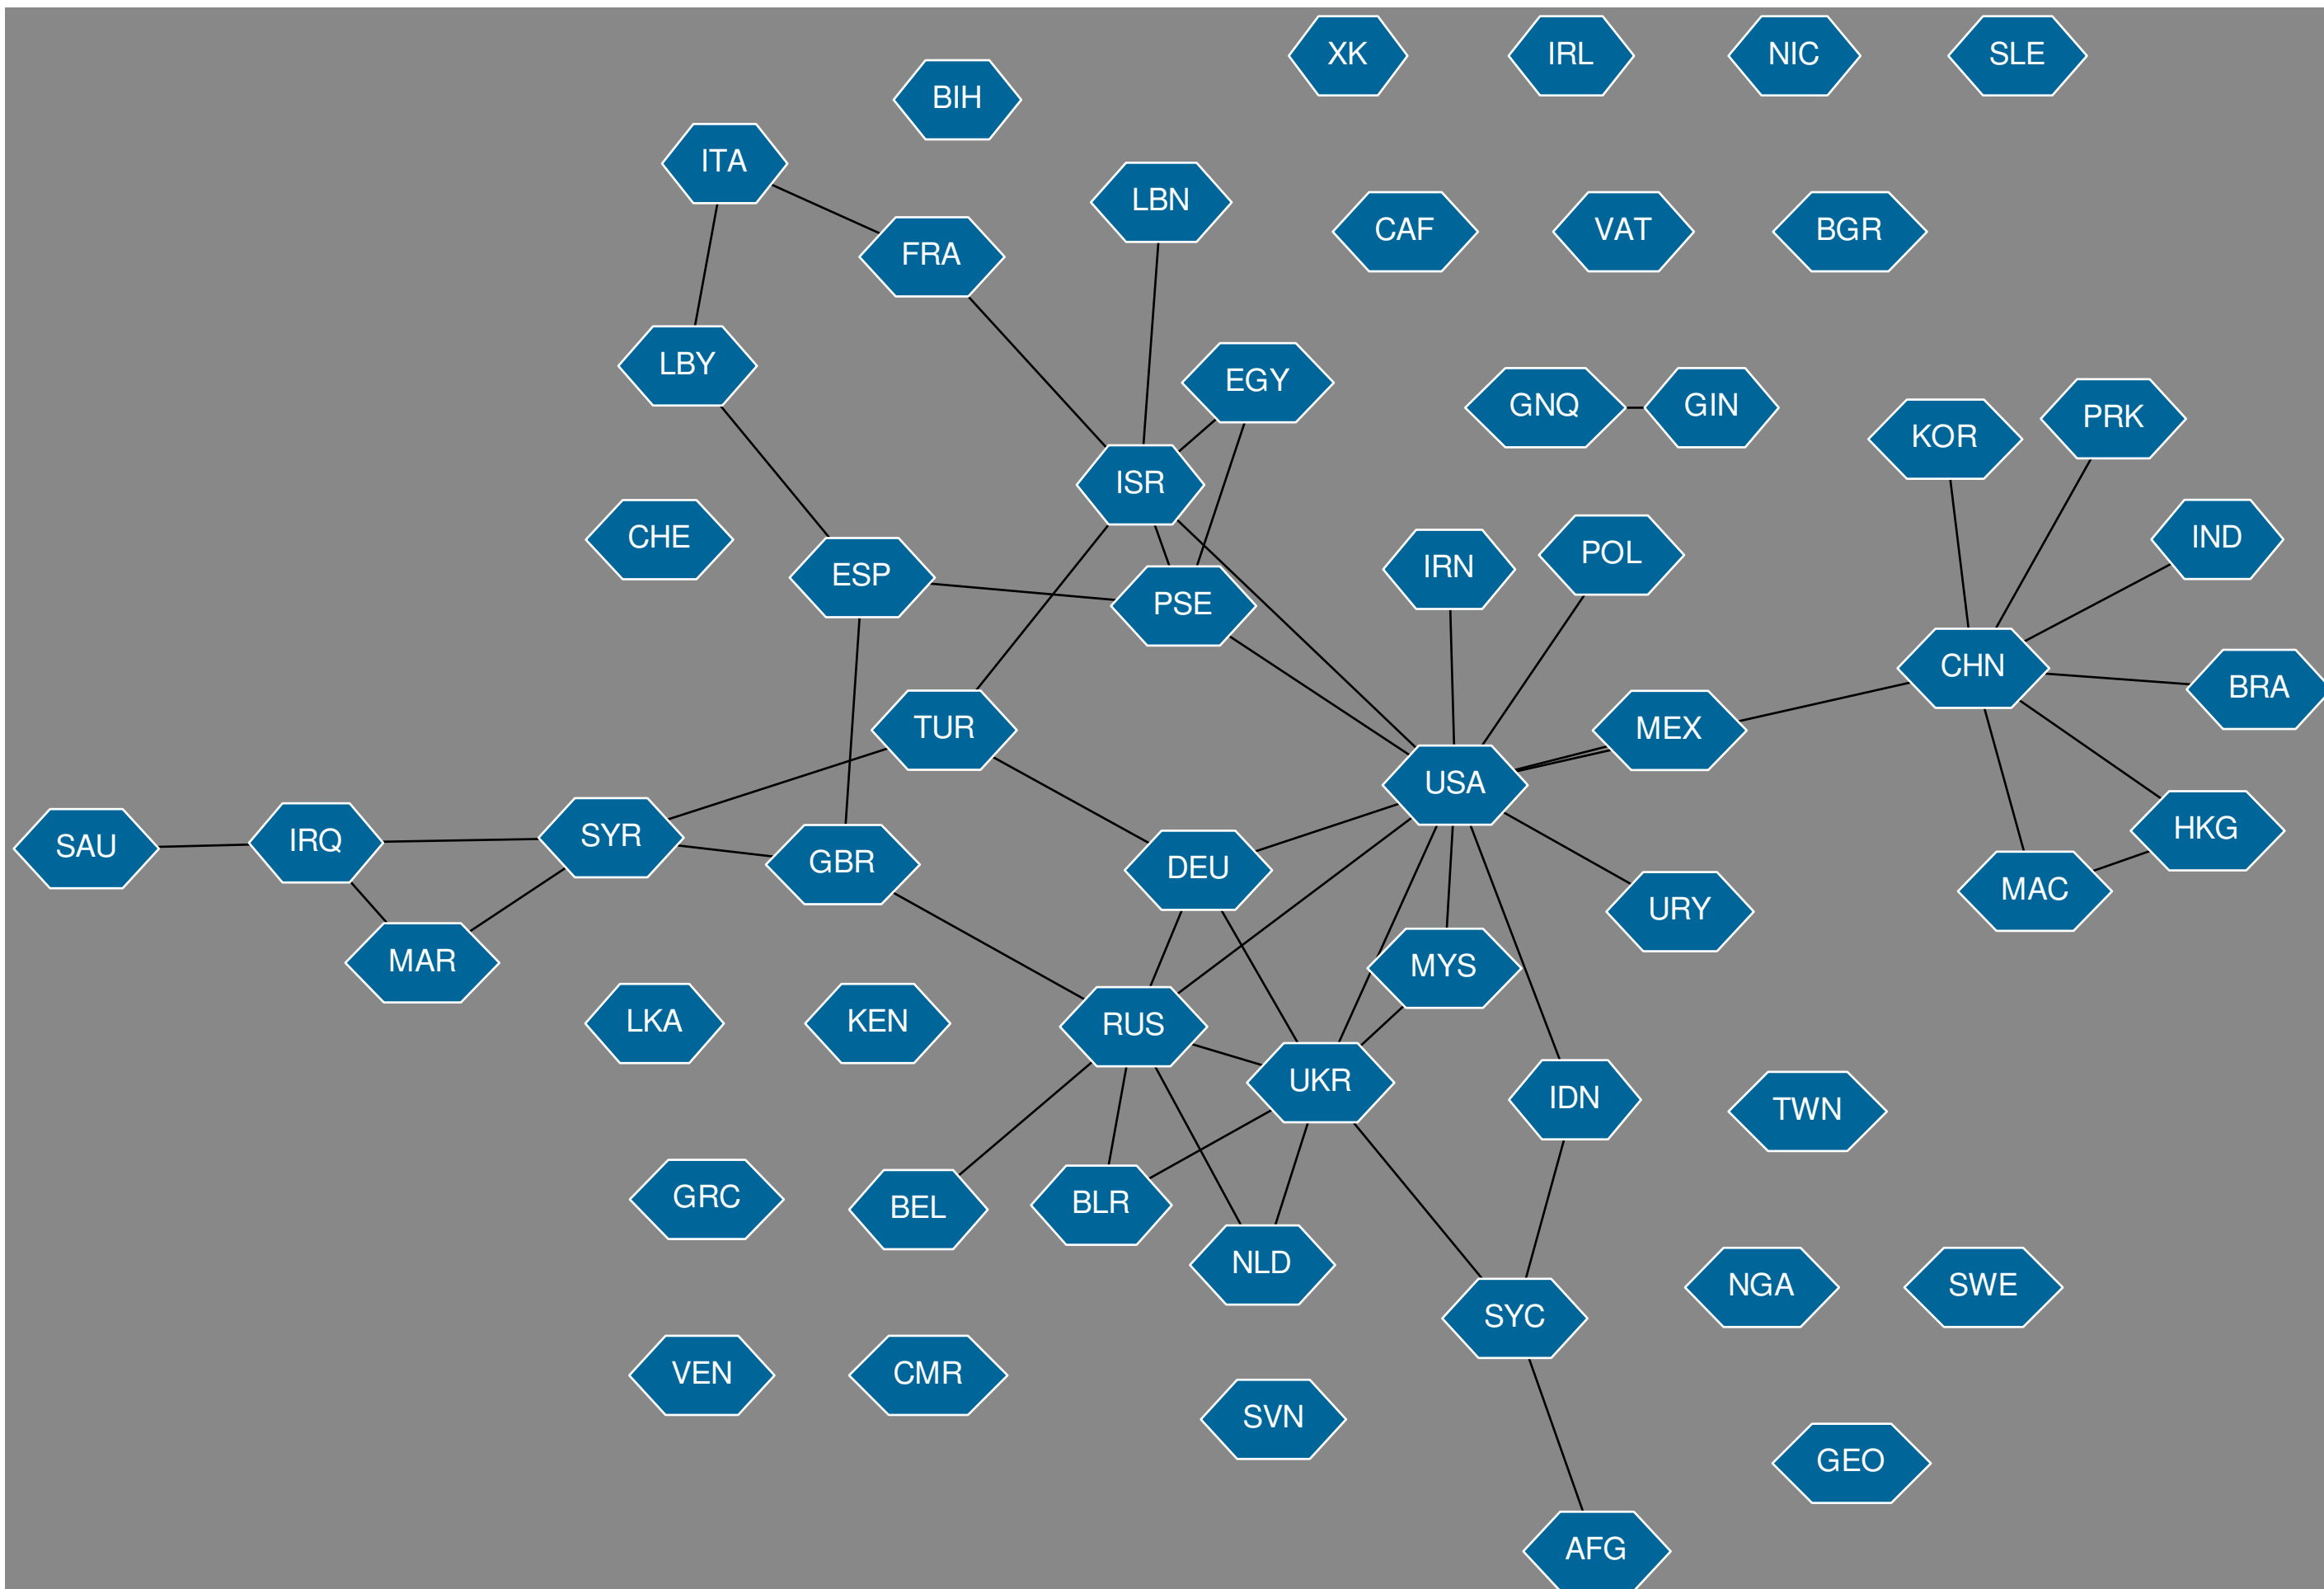 XK
IRL
NIC
SLE
BIH
ITA
LBN
CAF
VAT
BGR
FRA
LBY
EGY
GNQ
GIN
PRK
KOR
ISR
CHE
IND
POL
IRN
ESP
PSE
CHN
BRA
TUR
MEX
USA
HKG
SYR
IRQ
SAU
GBR
DEU
MAC
URY
MAR
MYS
LKA
KEN
RUS
UKR
IDN
TWN
GRC
BLR
BEL
NLD
NGA
SWE
SYC
VEN
CMR
SVN
GEO
AFG